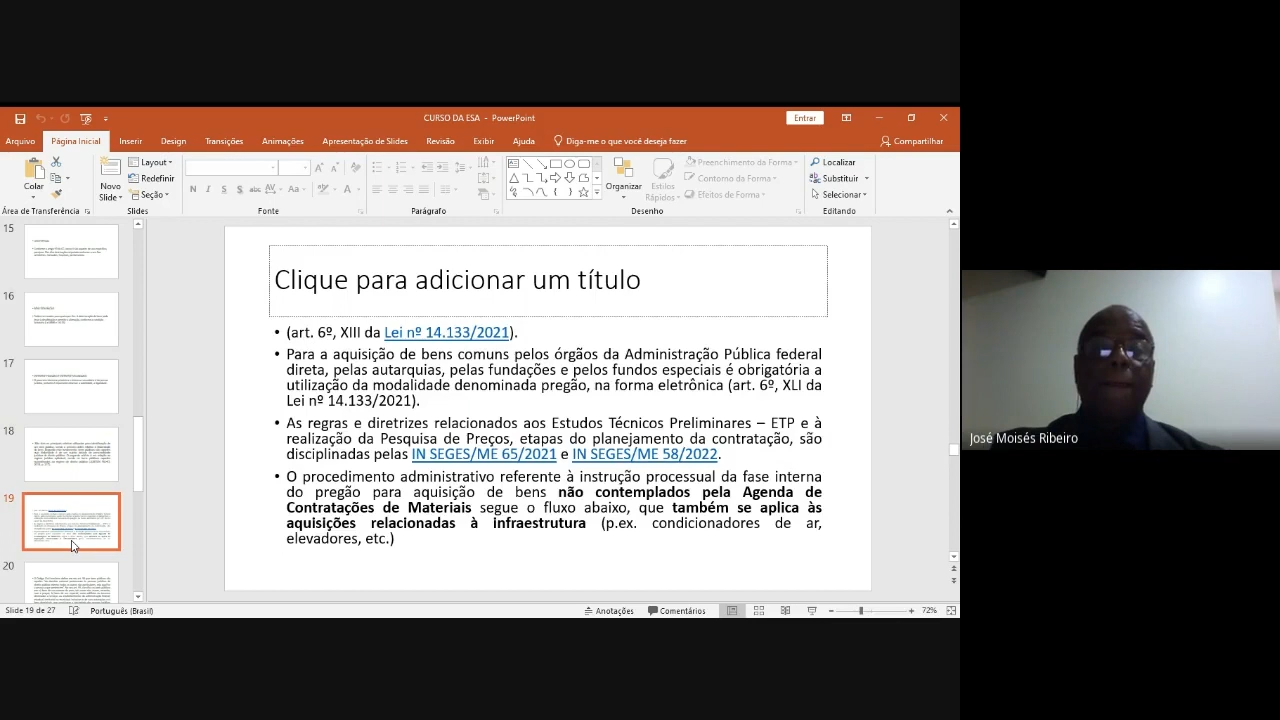 CURSO DA ESA - PowerPoint
Entrar
Arquivo
Página Inicial
Inserir
Design
Transições
Animações
Apresentação de Slides
Revisão
Exibir
Ajuda
Diga-me o que você deseja fazer
Compartilhar
Colar
Novo
Slide
Layout
Redefinir
Seção
Organizar
Estilos
Rápidos
Preenchimento da Forma
Contorno da Forma
Efeitos de Forma
Localizar
Substituir
Selecionar
Área de Transferência
Slides
Fonte
Parágrafo
Desenho
Editando
15
16
17
18
19
20
Clique para adicionar um título
• (art. 6º, XIII da Lei nº 14.133/2021).
• Para a aquisição de bens comuns pelos órgãos da Administração Pública federal
direta, pelas autarquias, pelas fundações e pelos fundos especiais é obrigatória a
utilização da modalidade denominada pregão, na forma eletrônica (art. 6º, XLI da
Lei nº 14.133/2021).
• As regras e diretrizes relacionados aos Estudos Técnicos Preliminares – ETP e à
realização da Pesquisa de Preços, etapas do planejamento da contratação, são
disciplinadas pelas IN SEGES/ME 65/2021 e IN SEGES/ME 58/2022.
• O procedimento administrativo referente à instrução processual da fase interna
do pregão para aquisição de bens não contemplados pela Agenda de
Contratações de Materiais segue o fluxo abaixo, que também se aplica às
aquisições relacionadas à infraestrutura (p.ex. condicionadores de ar,
elevadores, etc.)
José Moisés Ribeiro
Slide 19 de 27
Português (Brasil)
Anotações
Comentários
72%